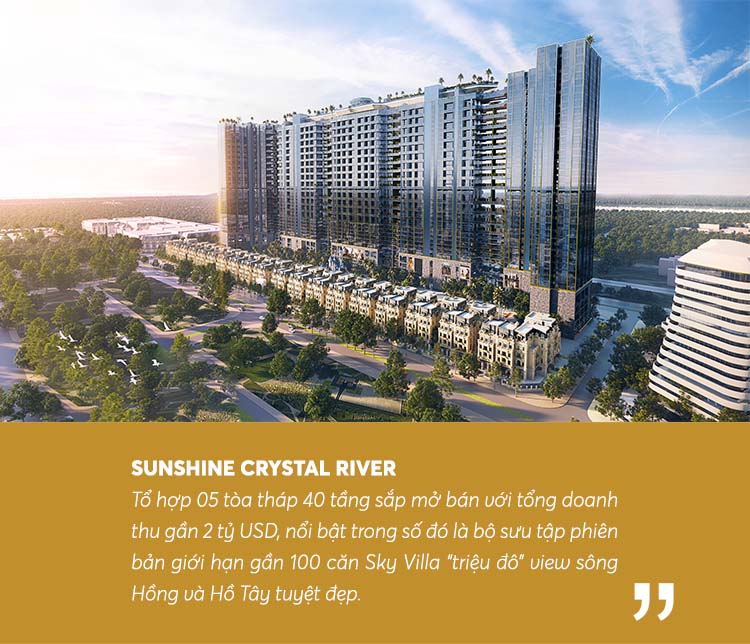 SUNSHINE CRYSTAL RIVER
Tổ hợp 05 tòa tháp 40 tầng sắp mở bán với tổng doanh
thu gần 2 tỷ USD, nổi bật trong số đó là bộ sưu tập phiên
bản giới hạn gần 100 căn Sky Villa "triệu đô" view sông
Hồng và Hồ Tây tuyệt đẹp.
”